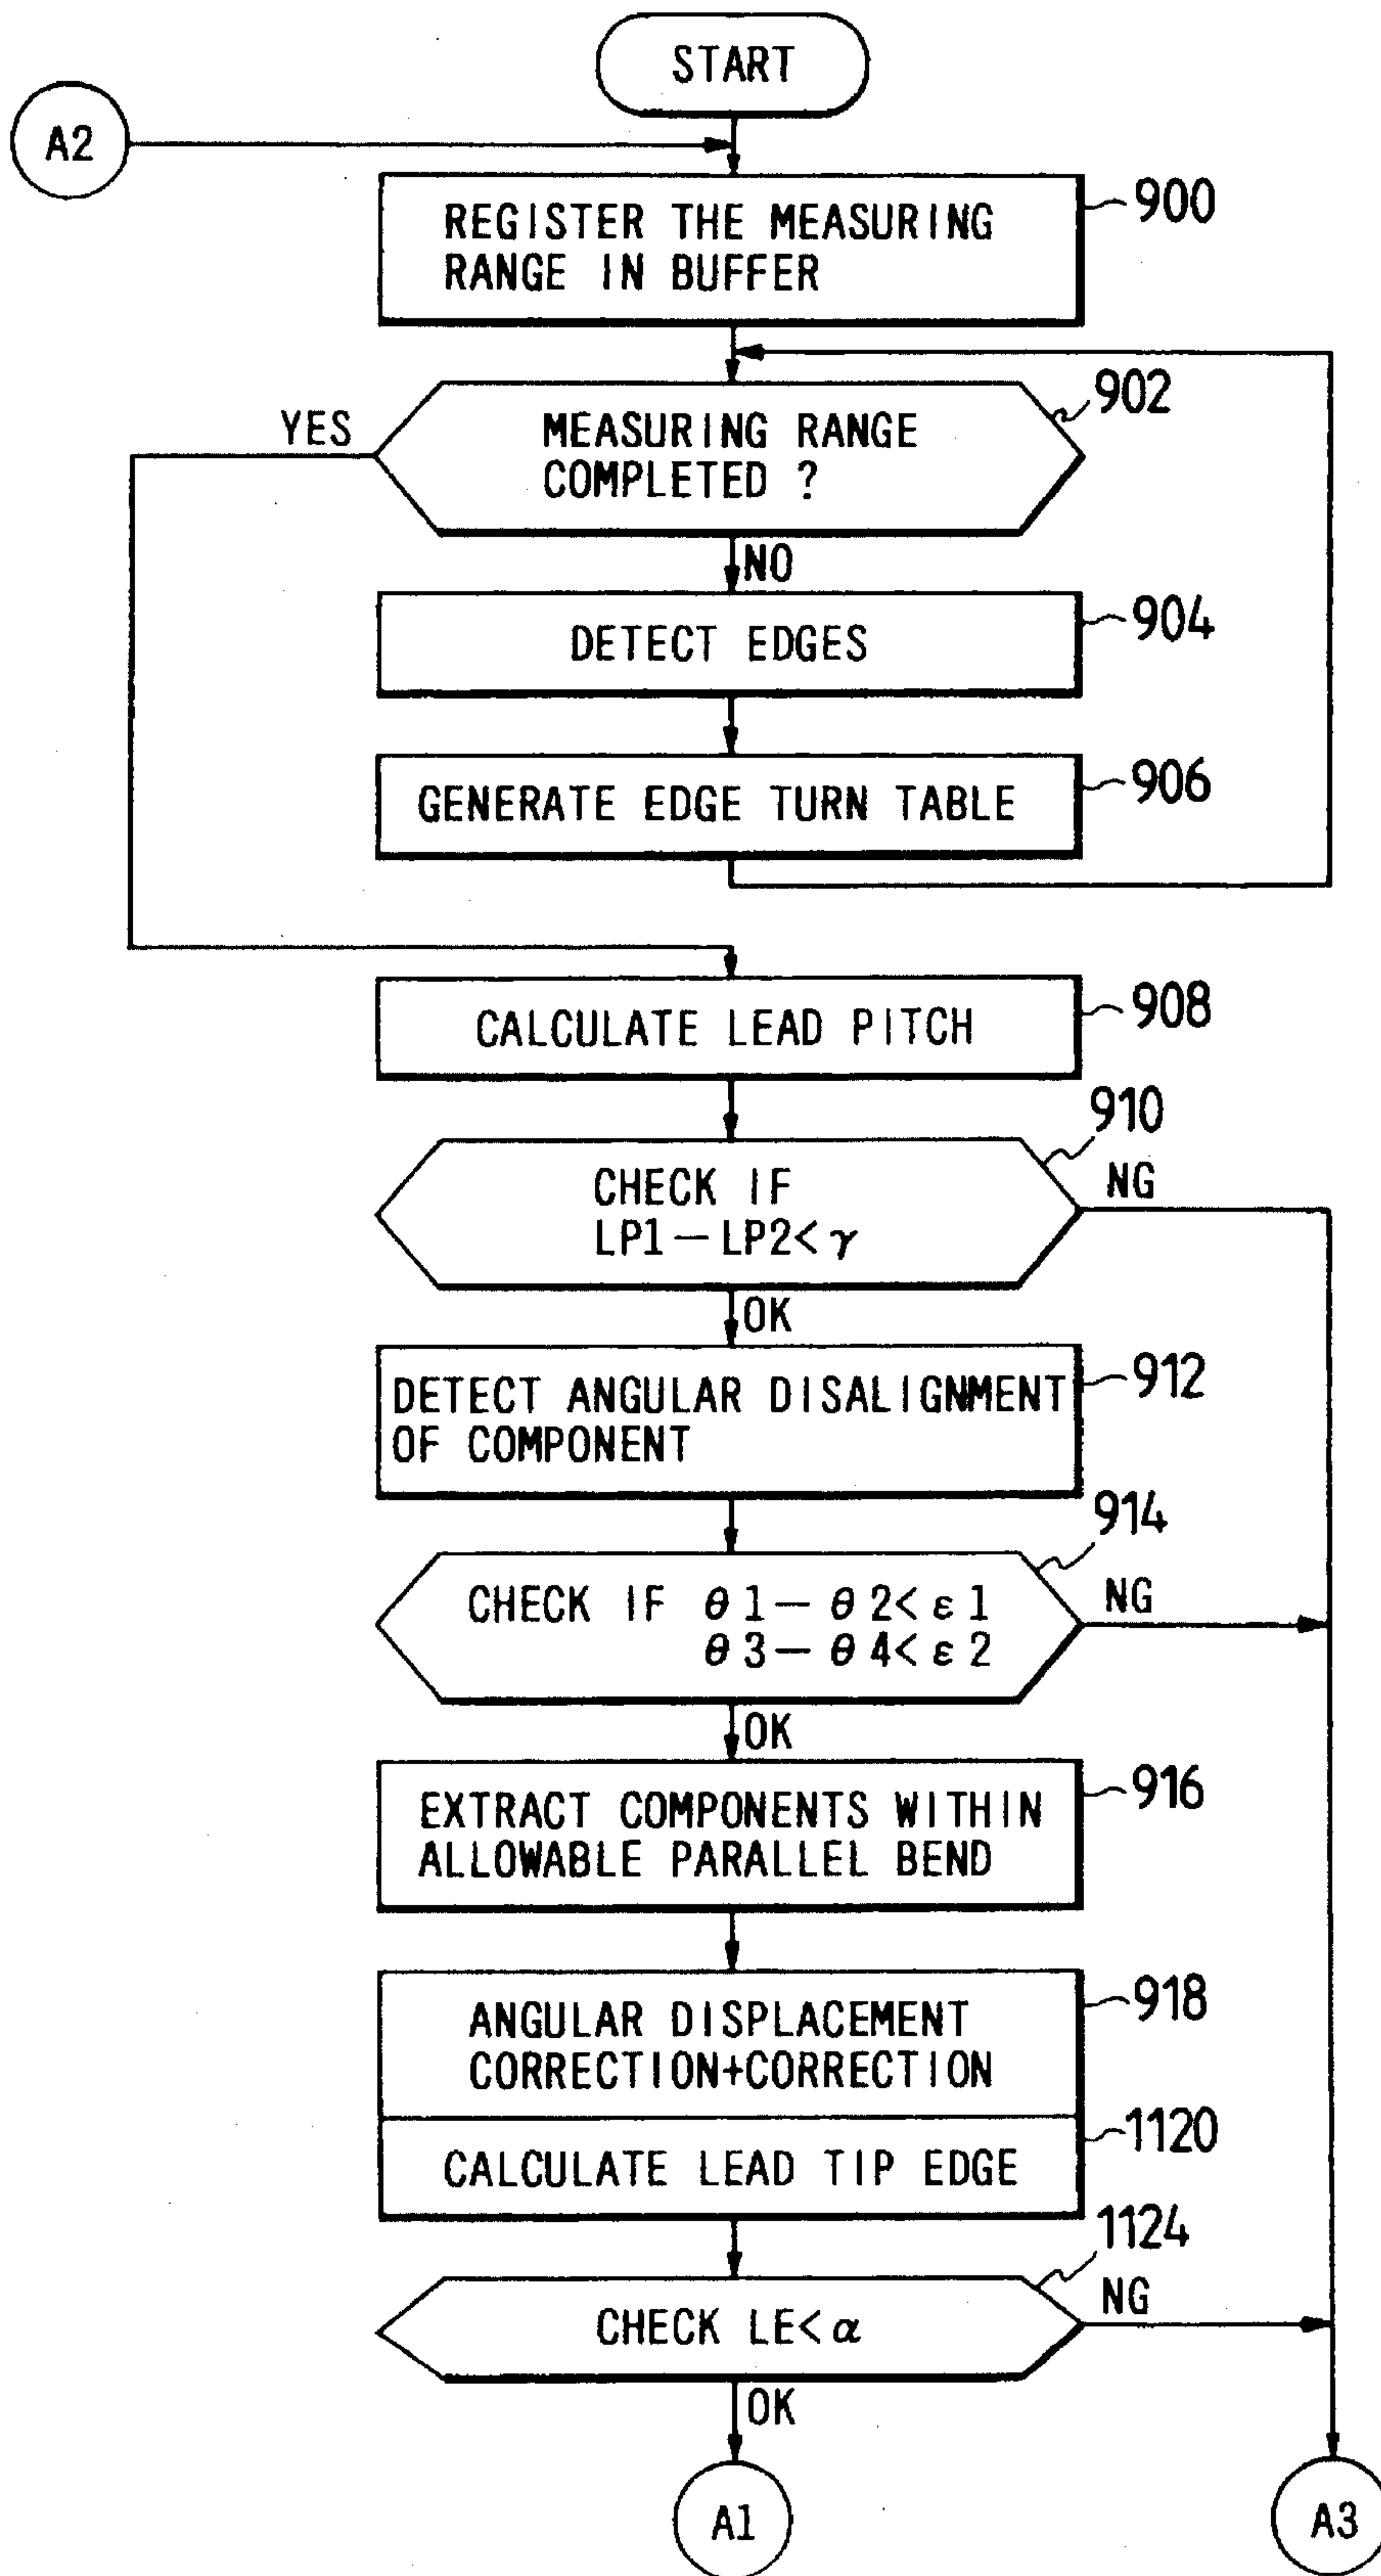 START
A2
REGISTER THE MEASURING
RANGE IN BUFFER
900
MEASURING RANGE
COMPLETED ?
902
YES
NO
DETECT EDGES
904
GENERATE EDGE TURN TABLE
906
CALCULATE LEAD PITCH
908
CHECK IF
LP1-LP2<γ
910
NG
OK
DETECT ANGULAR DISALIGNMENT
OF COMPONENT
912
CHECK IF θ1-θ2<ε1
θ3-θ4<ε2
914
NG
OK
EXTRACT COMPONENTS WITHIN
ALLOWABLE PARALLEL BEND
916
ANGULAR DISPLACEMENT
CORRECTION+CORRECTION
918
CALCULATE LEAD TIP EDGE
1120
CHECK LE<α
1124
NG
OK
A1
A3